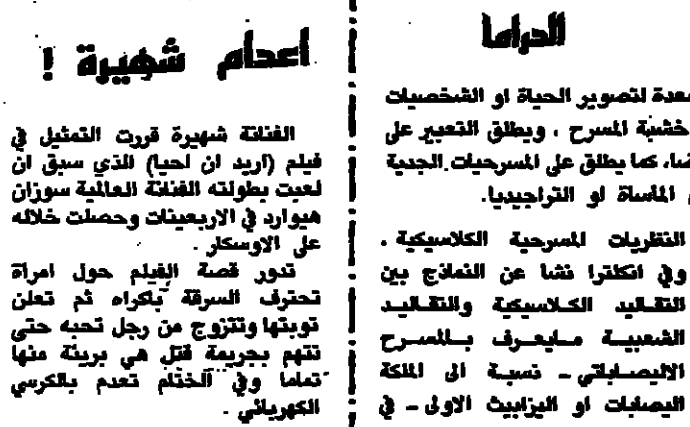 الدراما
معدة لتصوير الحياة او الشخصيات
خشبة المسرح ، ويطلق التعبير على
ضا، كما يطلق على المسرحيات الجدية
المأساة او التراجيديا.
النظريات المسرحية الكلاسيكية .
وفي انكلترا نشا عن النماذج بين
التقاليد الكلاسيكية والتقاليد
الشعبية مايعرف بالمسرح
الاليصاباتي ـ نسبة الى الملكة
اليصابات او اليزابيث الاولى ـ في
اعدام شهيرة !
الفنانة شهيرة قررت التمثيل في
فيلم (اريد ان احيا) الذي سبق ان
لعبت بطولته الفنانة العالمية سوزان
هيوارد في الاربعينات وحصلت خلاله
على الاوسكار .
تدور قصة الفيلم حول امرأة
تحترف السرقة باكراه ثم تعلن
توبتها وتتزوج من رجل تحبه حتى
تتهم بجريمة قتل هي بريئة منها
تماما وفي الختام تعدم بالكرسي
الكهربائي .